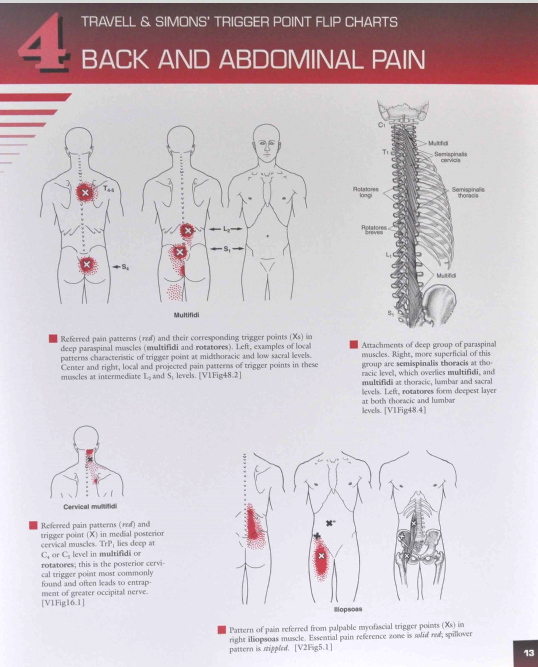 TRAVELL & SIMONS' TRIGGER POINT FLIP CHARTS
4
BACK AND ABDOMINAL PAIN
T4-5
L2
S1
S4
Multifidi
C1
T1
Multifidi
Semispinalis
cervicis
Rotatores
longi
Semispinalis
thoracis
Rotatores
breves
L1
Multifidi
S1
Referred pain patterns (red) and their corresponding trigger points (Xs) in
deep paraspinal muscles (multifidi and rotatores). Left, examples of local
patterns characteristic of trigger point at midthoracic and low sacral levels.
Center and right, local and projected pain patterns of trigger points in these
muscles at intermediate L2 and S1 levels. [V1Fig48.2]
Attachments of deep group of paraspinal
muscles. Right, more superficial of this
group are semispinalis thoracis at tho-
racic level, which overlies multifidi, and
multifidi at thoracic, lumbar and sacral
levels. Left, rotatores form deepest layer
at both thoracic and lumbar
levels. [V1Fig48.4]
Cervical multifidi
Referred pain patterns (red) and
trigger point (X) in medial posterior
cervical muscles. TrP1 lies deep at
C4 or C5 level in multifidi or
rotatores; this is the posterior cervi-
cal trigger point most commonly
found and often leads to entrap-
ment of greater occipital nerve.
[V1Fig16.1]
Iliopsoas
Pattern of pain referred from palpable myofascial trigger points (Xs) in
right iliopsoas muscle. Essential pain reference zone is solid red; spillover
pattern is stippled. [V2Fig5.1]
13